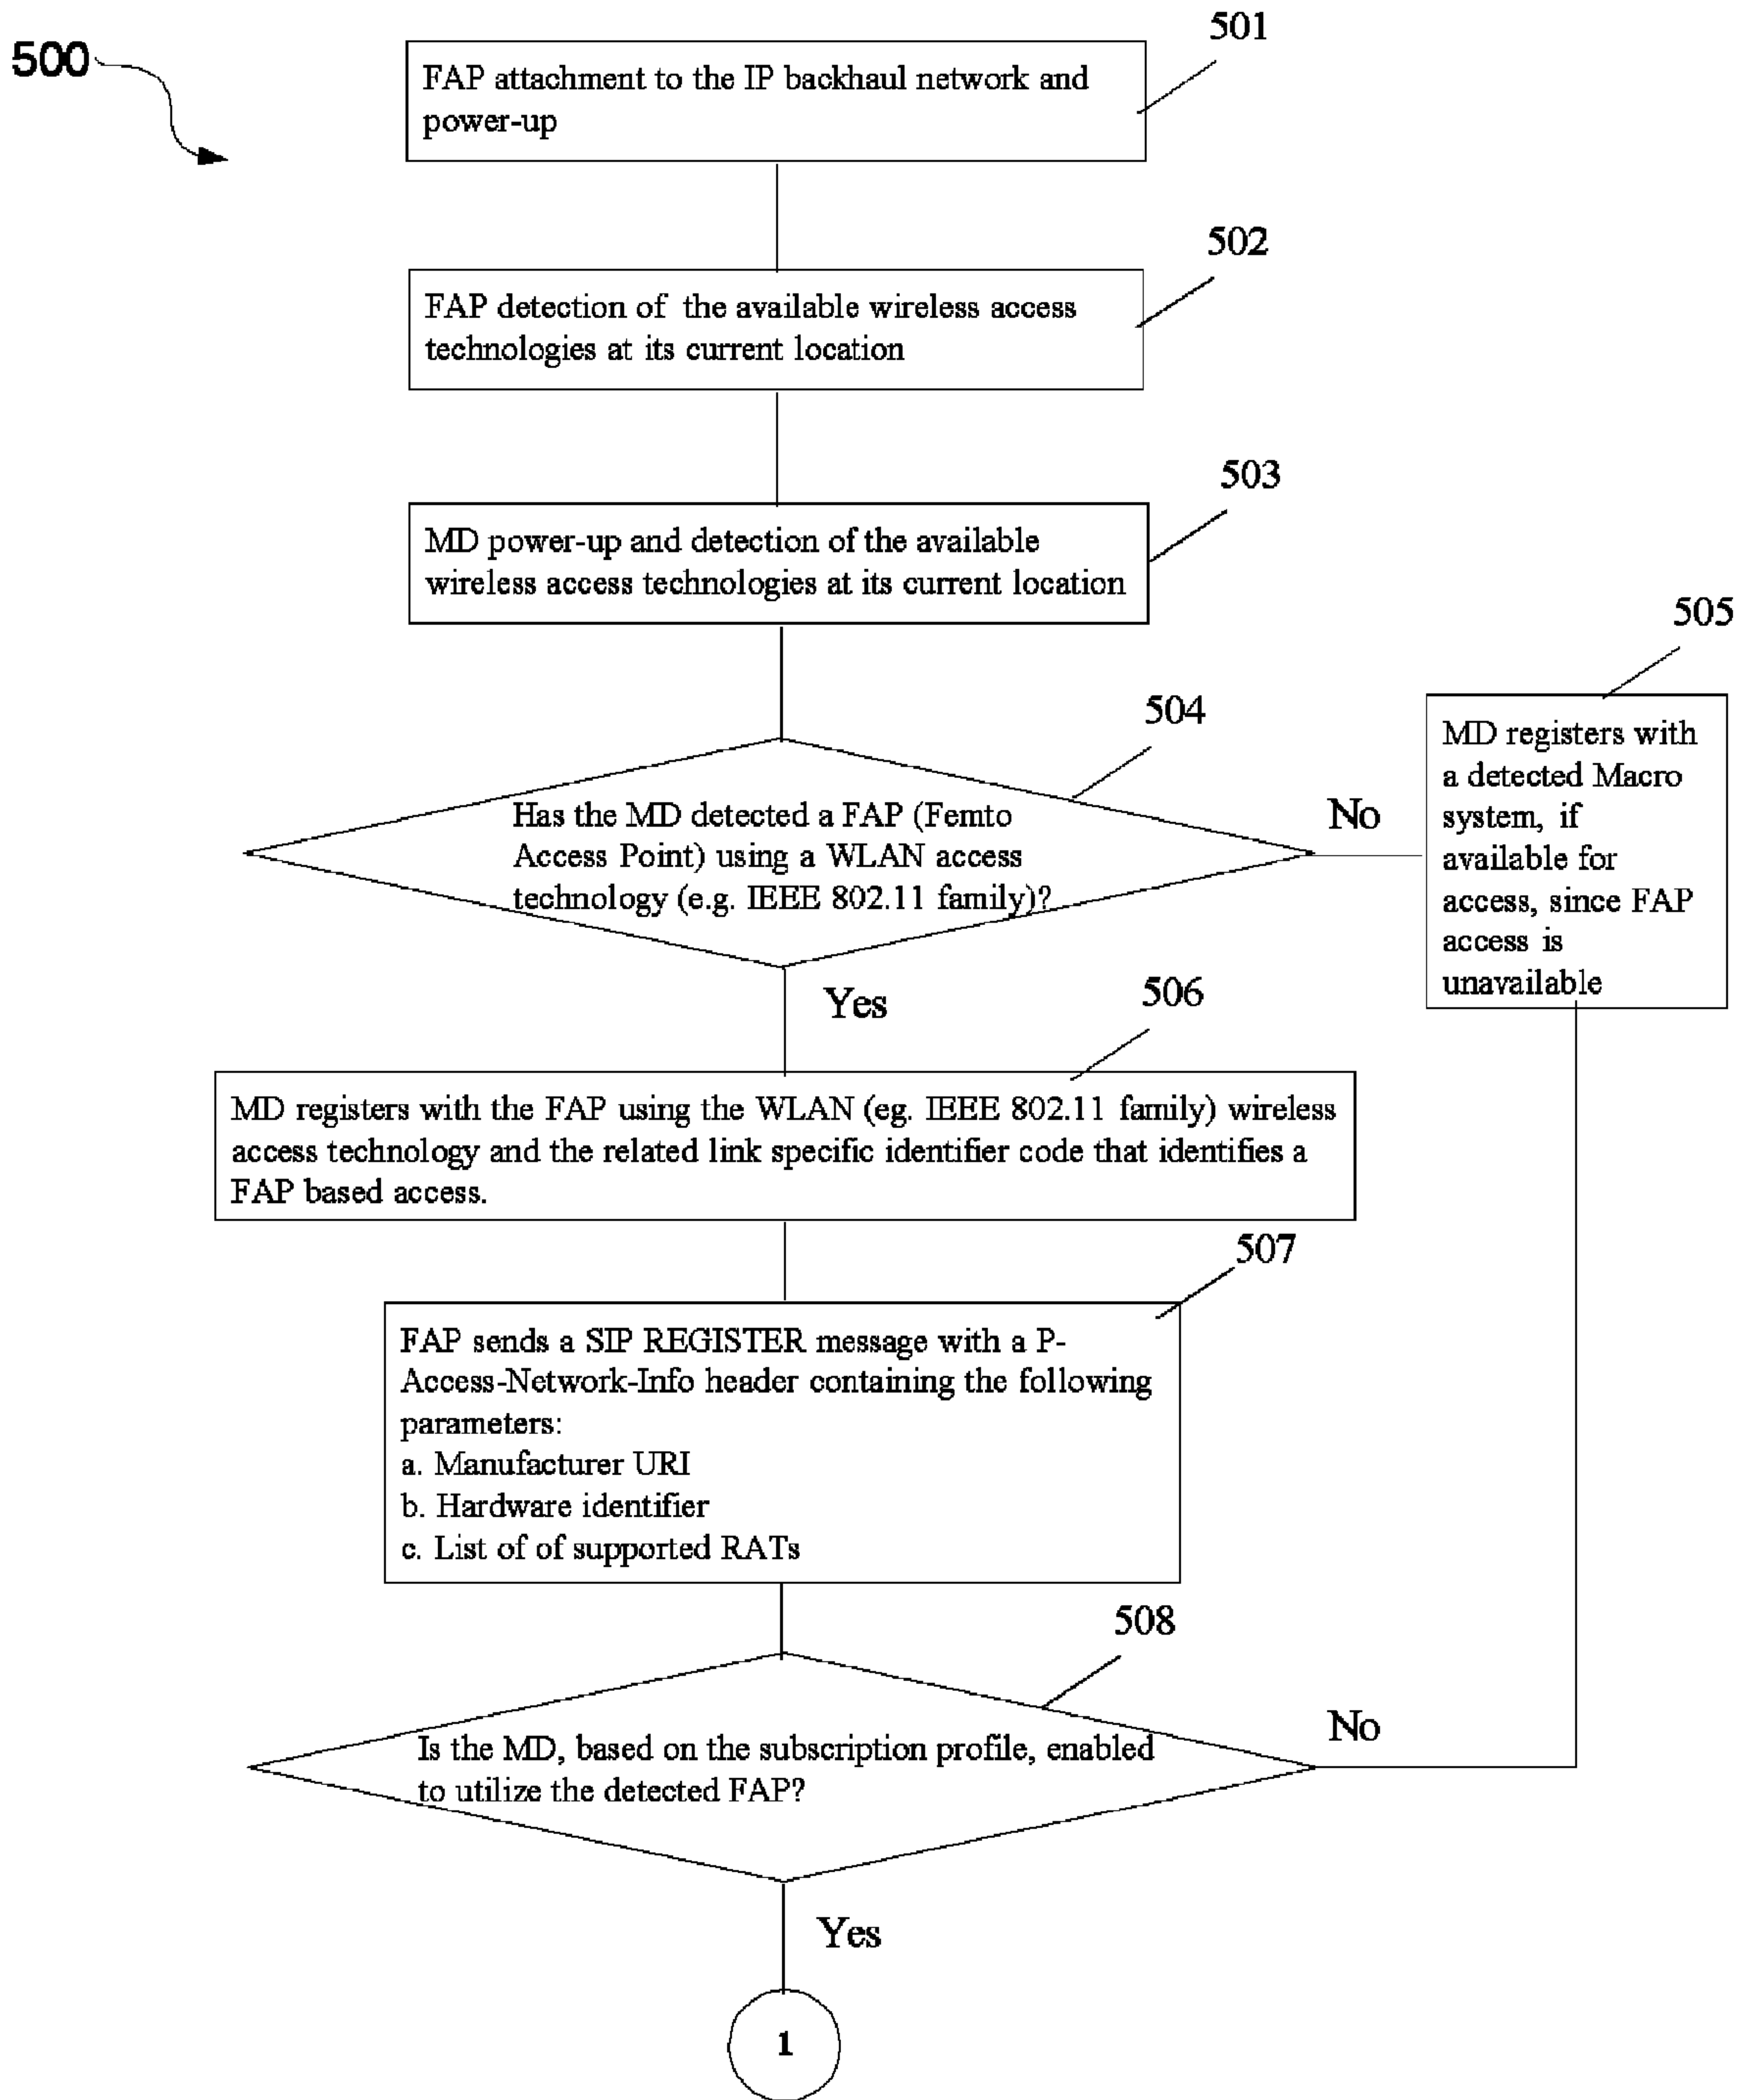 500
501
FAP attachment to the IP backhaul network and
power-up
502
FAP detection of the available wireless access
technologies at its current location
503
MD power-up and detection of the available
wireless access technologies at its current location
504
Has the MD detected a FAP (Femto
Access Point) using a WLAN access
technology (e.g. IEEE 802.11 family)?
No
505
MD registers with
a detected Macro
system, if
available for
access, since FAP
access is
unavailable
Yes
506
MD registers with the FAP using the WLAN (eg. IEEE 802.11 family) wireless
access technology and the related link specific identifier code that identifies a
FAP based access.
507
FAP sends a SIP REGISTER message with a P-
Access-Network-Info header containing the following
parameters:
a. Manufacturer URI
b. Hardware identifier
c. List of of supported RATs
508
Is the MD, based on the subscription profile, enabled
to utilize the detected FAP?
No
Yes
1